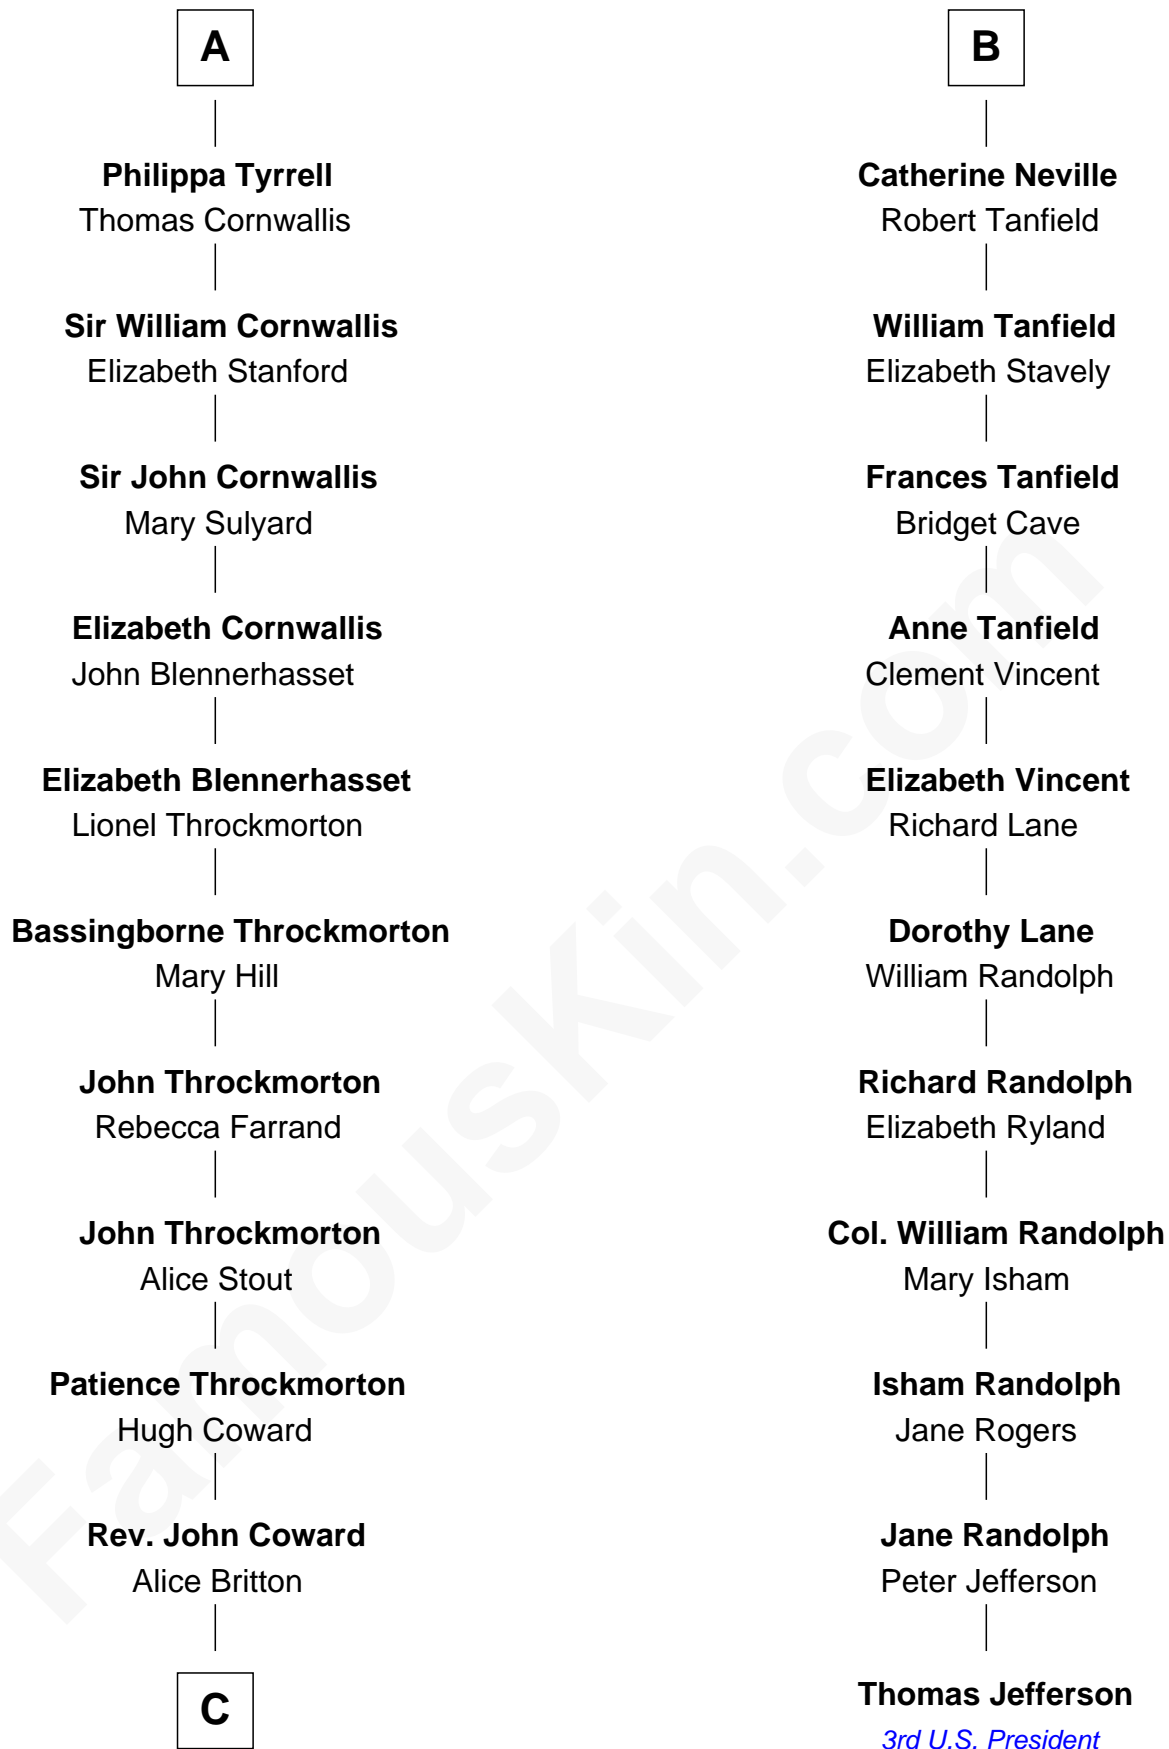 A
Philippa Tyrrell
Thomas Cornwallis
Sir William Cornwallis
Elizabeth Stanford
Sir John Cornwallis
Mary Sulyard
Elizabeth Cornwallis
John Blennerhasset
Elizabeth Blennerhasset
Lionel Throckmorton
Bassingborne Throckmorton
Mary Hill
John Throckmorton
Rebecca Farrand
John Throckmorton
Alice Stout
Patience Throckmorton
Hugh Coward
Rev. John Coward
Alice Britton
C
B
Catherine Neville
Robert Tanfield
William Tanfield
Elizabeth Stavely
Frances Tanfield
Bridget Cave
Anne Tanfield
Clement Vincent
Elizabeth Vincent
Richard Lane
Dorothy Lane
William Randolph
Richard Randolph
Elizabeth Ryland
Col. William Randolph
Mary Isham
Isham Randolph
Jane Rogers
Jane Randolph
Peter Jefferson
Thomas Jefferson
3rd U.S. President
FamousKin.com